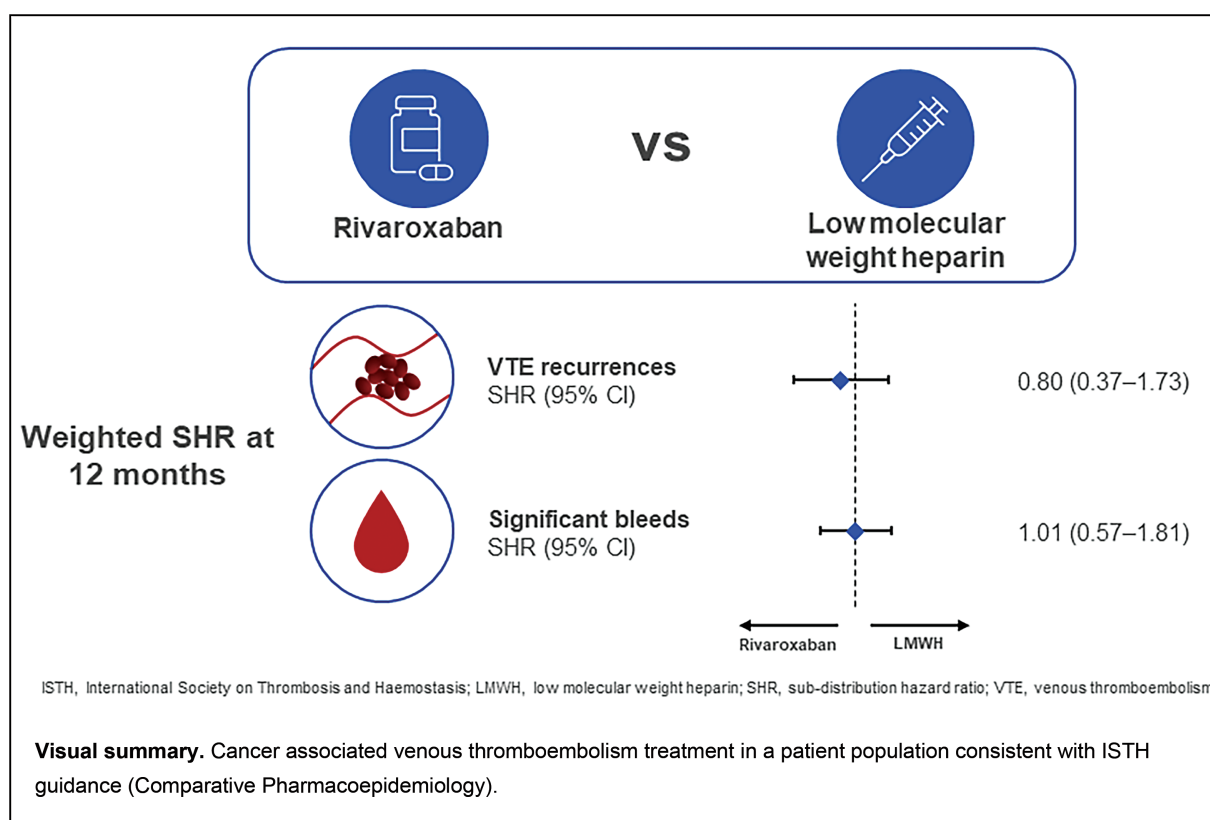 vs
Rivaroxaban
Low molecular
weight heparin
Weighted SHR at
12 months
VTE recurrences
SHR (95% CI)
0.80 (0.37–1.73)
Significant bleeds
SHR (95% CI)
1.01 (0.57–1.81)
Rivaroxaban
LMWH
ISTH, International Society on Thrombosis and Haemostasis; LMWH, low molecular weight heparin; SHR, sub-distribution hazard ratio; VTE, venous thromboembolism
Visual summary. Cancer associated venous thromboembolism treatment in a patient population consistent with ISTH
guidance (Comparative Pharmacoepidemiology).